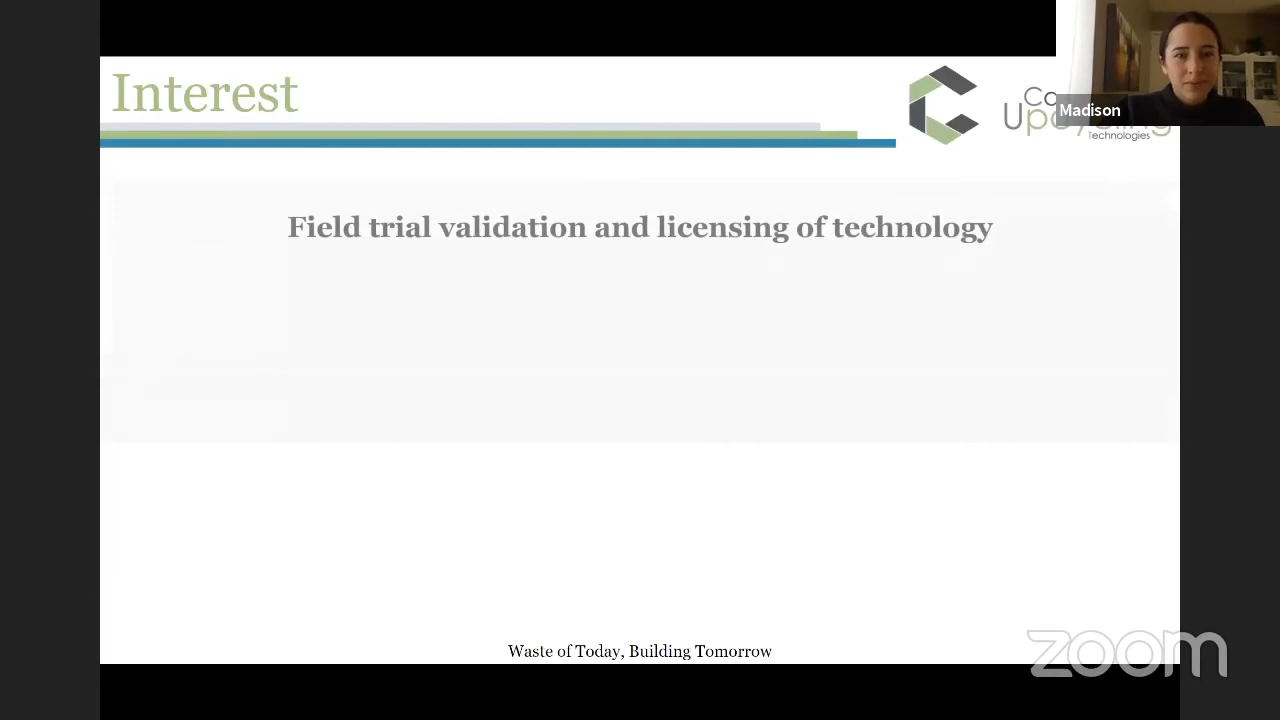 Interest
Madison
Technologies
Field trial validation and licensing of technology
Waste of Today, Building Tomorrow
zoom